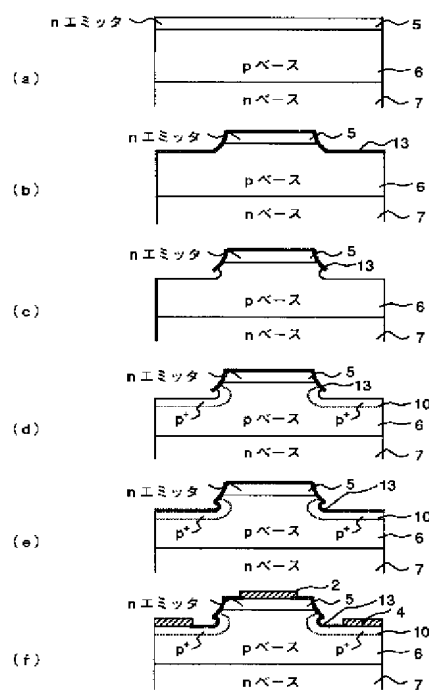 nエミッタ 5
pベース 6
(a)
nベース 7
nエミッタ 5 13
pベース 6
(b)
nベース 7
nエミッタ 5
13
pベース 6
(c)
nベース 7
nエミッタ 5
13
10
(d) p+ pベース p+ 6
nベース 7
nエミッタ 5 13
10
(e) p+ pベース p+ 6
nベース 7
2
nエミッタ 5 13 4
10
(f) p+ pベース p+ 6
nベース 7